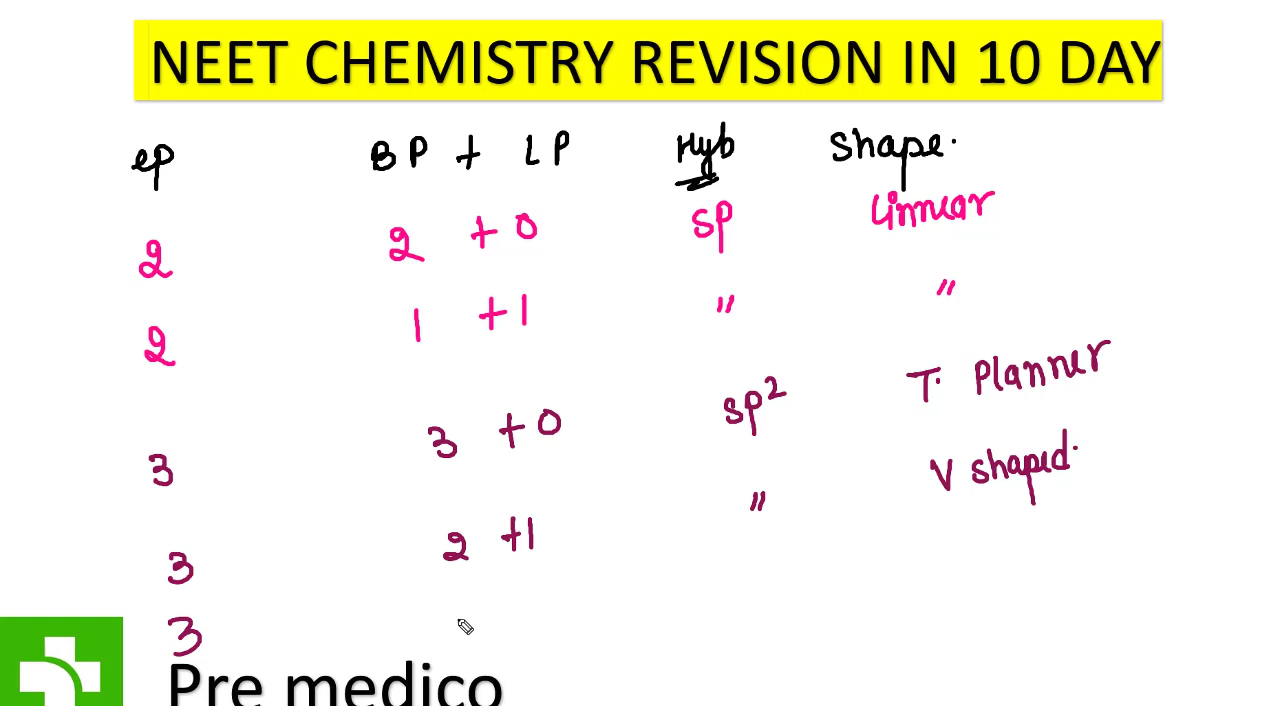 NEET CHEMISTRY REVISION IN 10 DAY
ep BP + LP Hyb Shape.
2 2 + 0 sp Linnear
2 1 + 1 " "
3 3 + 0 sp² T. Planner
3 2 + 1 " V shaped.
3
Pre medico